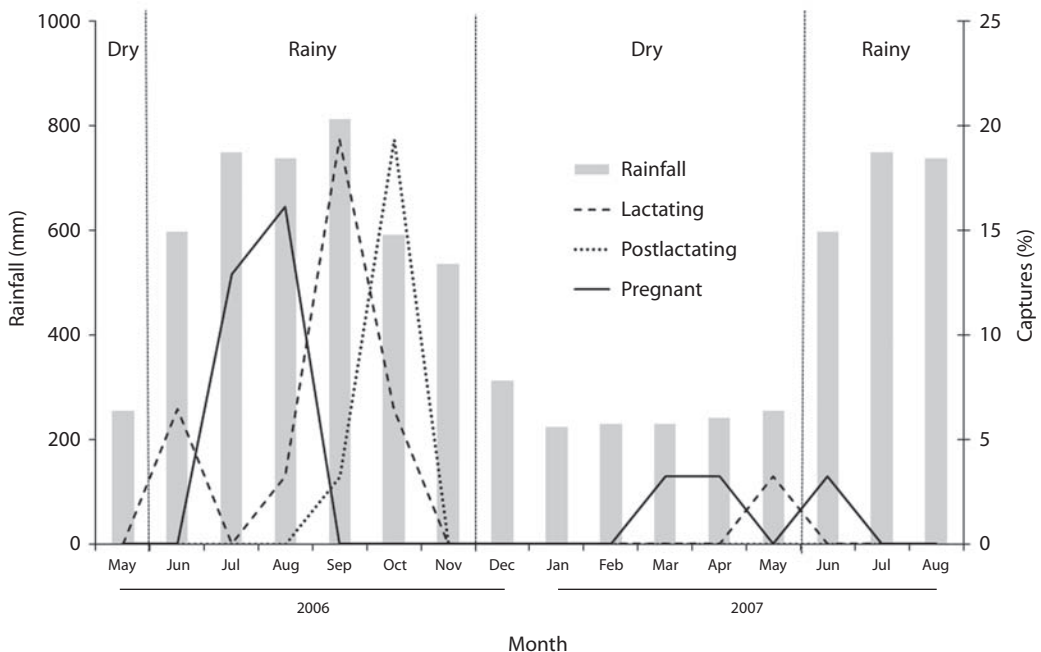 1000
800
600
400
200
0
Rainfall (mm)
Dry
Rainy
Dry
Rainy
Rainfall
Lactating
Postlactating
Pregnant
25
20
15
10
5
0
Captures (%)
May Jun Jul Aug Sep Oct Nov Dec Jan Feb Mar Apr May Jun Jul Aug
2006 2007
Month